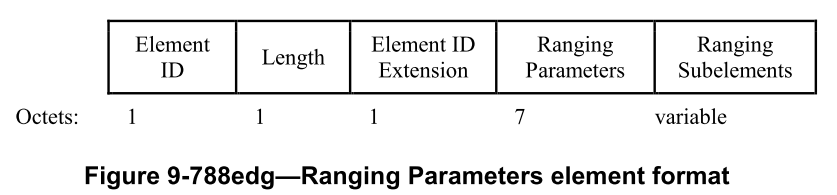 Element Length Element ID Ranging Ranging
ID Extension Parameters Subelements
Octets: 1 1 1 7 variable
Figure 9-788edg—Ranging Parameters element format